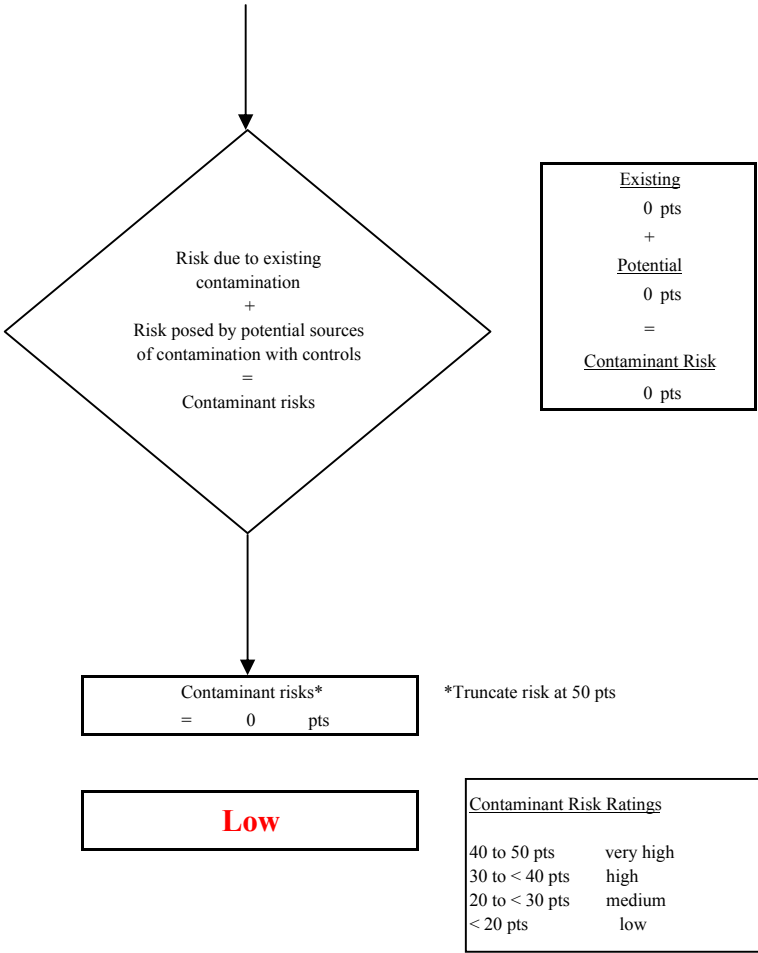 Risk due to existing
contamination
+
Risk posed by potential sources
of contamination with controls
=
Contaminant risks
Existing
0 pts
+
Potential
0 pts
=
Contaminant Risk
0 pts
Contaminant risks*
= 0 pts
*Truncate risk at 50 pts
Low
Contaminant Risk Ratings
40 to 50 pts very high
30 to < 40 pts high
20 to < 30 pts medium
< 20 pts low